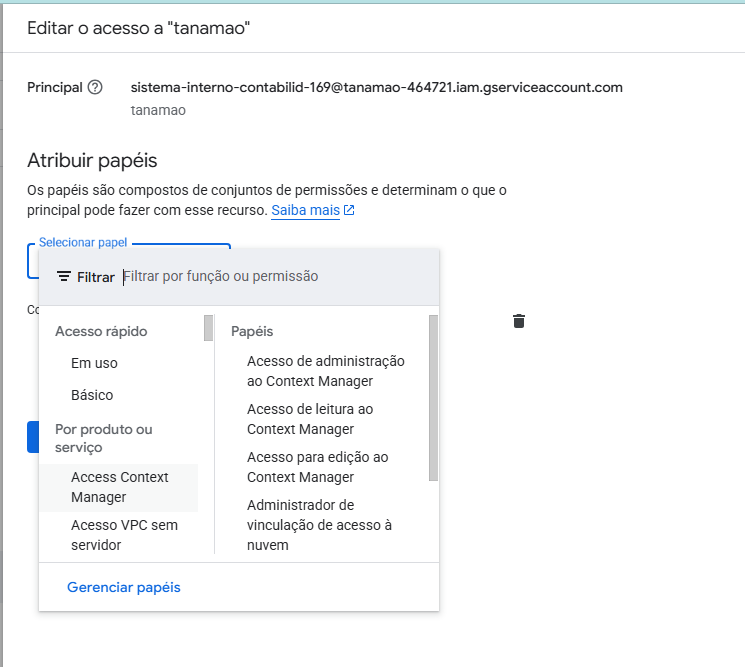 Editar o acesso a "tanamao"
Principal
sistema-interno-contabilid-169@tanamao-464721.iam.gserviceaccount.com
tanamao
Atribuir papéis
Os papéis são compostos de conjuntos de permissões e determinam o que o
principal pode fazer com esse recurso. Saiba mais
Selecionar papel
Filtrar Filtrar por função ou permissão
Co
Acesso rápido
Em uso
Básico
Por produto ou
serviço
Access Context
Manager
Acesso VPC sem
servidor
Papéis
Acesso de administração
ao Context Manager
Acesso de leitura ao
Context Manager
Acesso para edição ao
Context Manager
Administrador de
vinculação de acesso à
nuvem
Gerenciar papéis